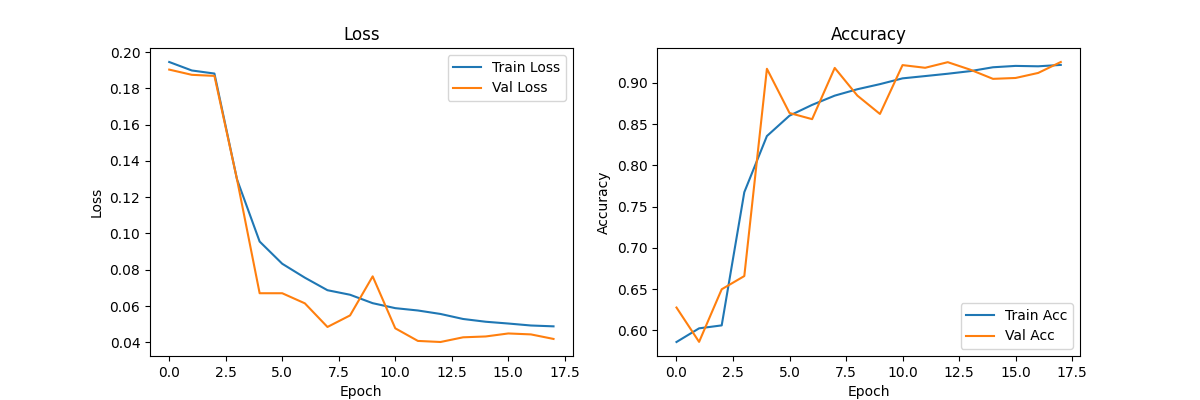 Loss
0.20
0.18
0.16
0.14
0.12
0.10
0.08
0.06
0.04
Loss
0.0 2.5 5.0 7.5 10.0 12.5 15.0 17.5
Epoch
Train Loss
Val Loss
Accuracy
0.90
0.85
0.80
0.75
0.70
0.65
0.60
Accuracy
0.0 2.5 5.0 7.5 10.0 12.5 15.0 17.5
Epoch
Train Acc
Val Acc